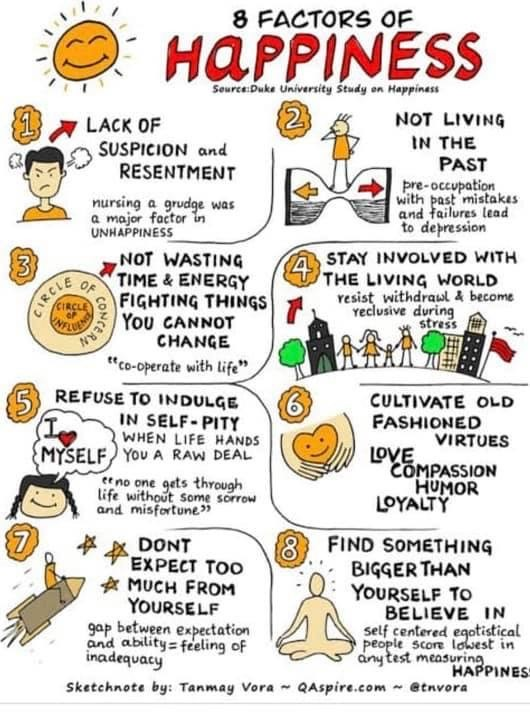 8 FACTORS OF
HAPPINESS
Source:Duke University Study on Happiness
1
LACK OF
SUSPICION and
RESENTMENT
nursing a grudge was
a major factor in
UNHAPPINESS
2
NOT LIVING
IN THE
PAST
pre-occupation
with past mistakes
and failures lead
to depression
3
NOT WASTING
TIME & ENERGY
FIGHTING THINGS
YOU CANNOT
CHANGE
"co-operate with life"
CIRCLE OF CONCERN
CIRCLE
OF
INFLUENCE
4
STAY INVOLVED WITH
THE LIVING WORLD
resist withdrawl & become
reclusive during
stress
5
REFUSE TO INDULGE
IN SELF-PITY
WHEN LIFE HANDS
YOU A RAW DEAL
I
MYSELF
"no one gets through
life without some sorrow
and misfortune"
6
CULTIVATE OLD
FASHIONED
VIRTUES
LOVE
COMPASSION
HUMOR
LOYALTY
7
DONT
EXPECT TOO
MUCH FROM
YOURSELF
gap between expectation
and ability=feeling of
inadequacy
8
FIND SOMETHING
BIGGER THAN
YOURSELF TO
BELIEVE IN
self centered egotistical
people score lowest in
any test measuring
HAPPINES
Sketchnote by: Tanmay Vora ~ QAspire.com ~ @tnvora